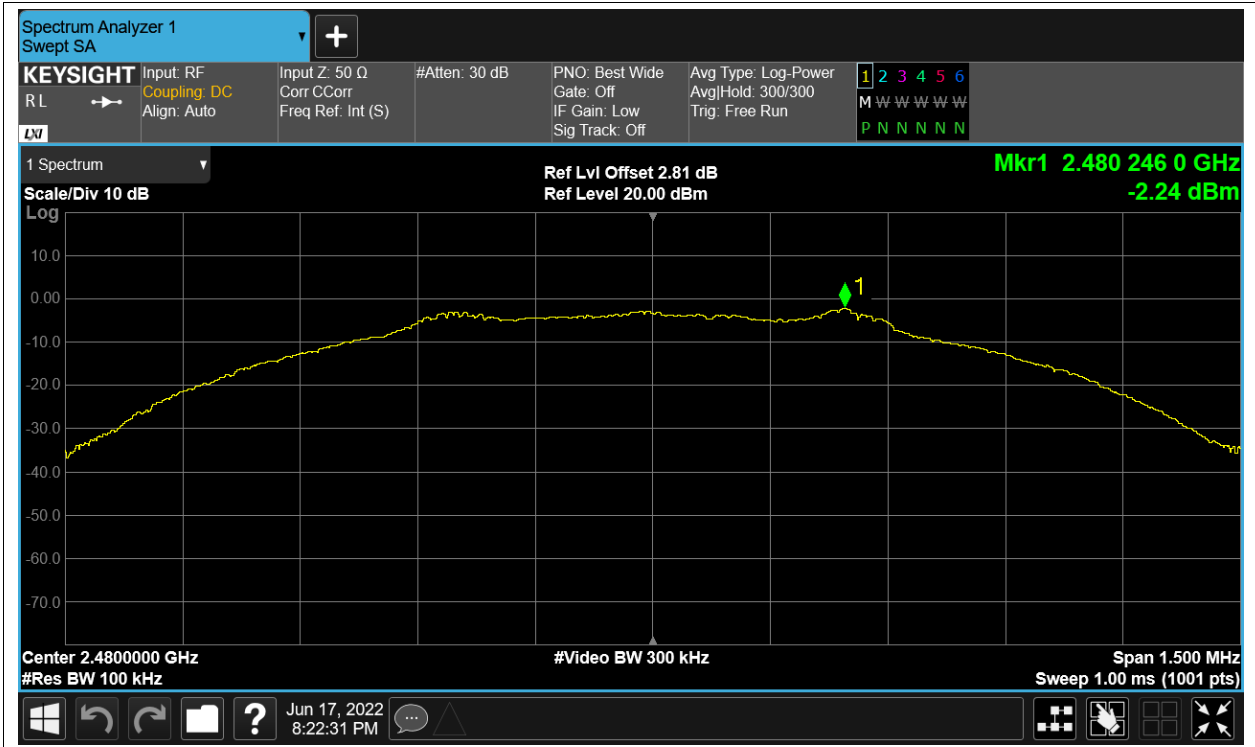 Spectrum Analyzer 1
Swept SA
KEYSIGHT
R L
LXI
Input: RF
Coupling: DC
Align: Auto
Input Z: 50 Ω
Corr CCorr
Freq Ref: Int (S)
#Atten: 30 dB
PNO: Best Wide
Gate: Off
IF Gain: Low
Sig Track: Off
Avg Type: Log-Power
Avg|Hold: 300/300
Trig: Free Run
1 2 3 4 5 6
M W W W W W
P N N N N N
1 Spectrum
Scale/Div 10 dB
Log
Ref Lvl Offset 2.81 dB
Ref Level 20.00 dBm
Mkr1 2.480 246 0 GHz
-2.24 dBm
10.0
0.00
-10.0
-20.0
-30.0
-40.0
-50.0
-60.0
-70.0
1
Center 2.4800000 GHz
#Res BW 100 kHz
#Video BW 300 kHz
Span 1.500 MHz
Sweep 1.00 ms (1001 pts)
?
Jun 17, 2022
8:22:31 PM